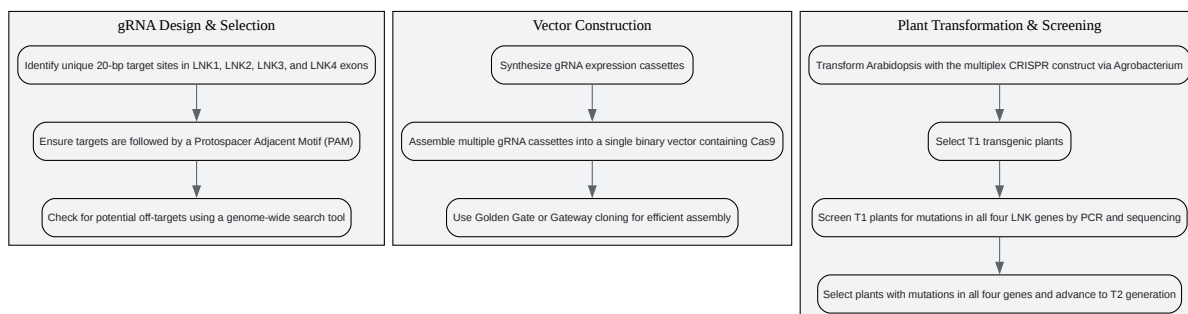 gRNA Design & Selection
Identify unique 20-bp target sites in LNK1, LNK2, LNK3, and LNK4 exons
Ensure targets are followed by a Protospacer Adjacent Motif (PAM)
Check for potential off-targets using a genome-wide search tool
Vector Construction
Synthesize gRNA expression cassettes
Assemble multiple gRNA cassettes into a single binary vector containing Cas9
Use Golden Gate or Gateway cloning for efficient assembly
Plant Transformation & Screening
Transform Arabidopsis with the multiplex CRISPR construct via Agrobacterium
Select T1 transgenic plants
Screen T1 plants for mutations in all four LNK genes by PCR and sequencing
Select plants with mutations in all four genes and advance to T2 generation